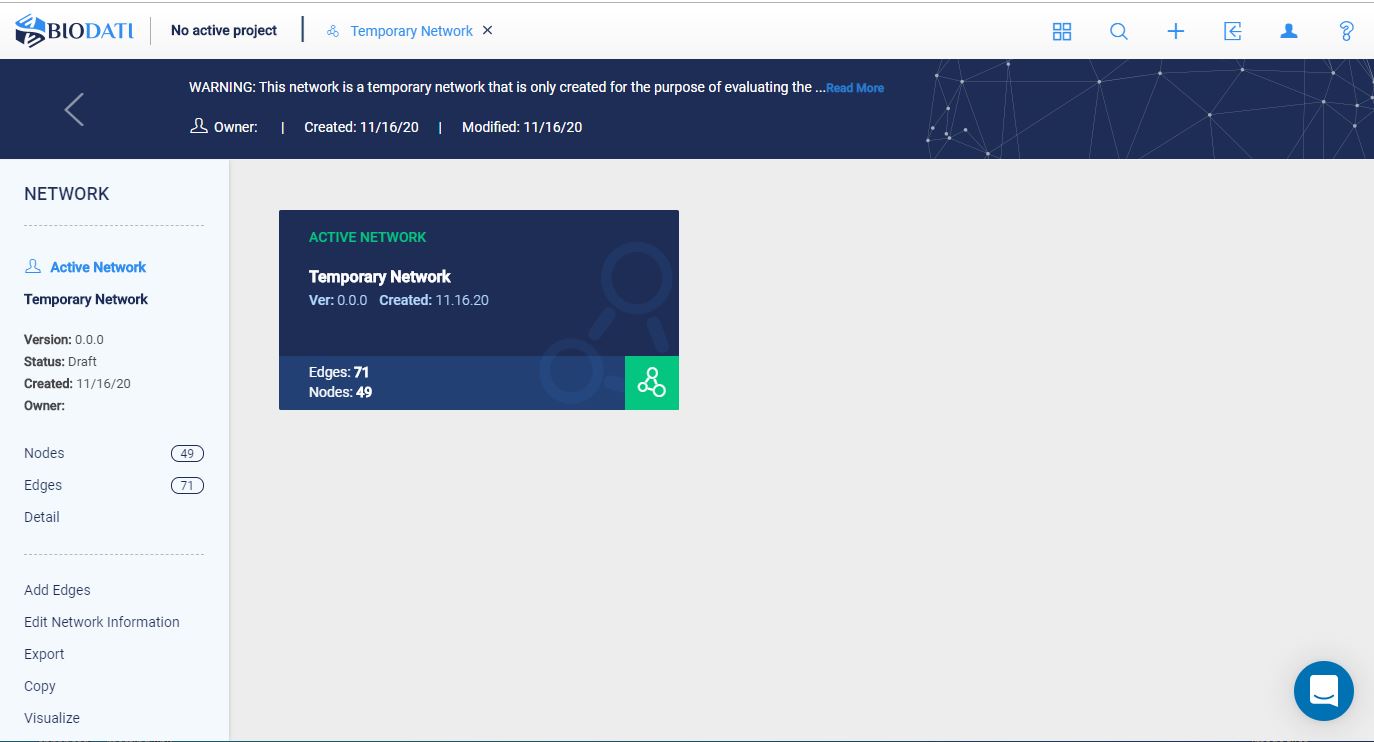 BIODATI
No active project
Temporary Network ×
WARNING: This network is a temporary network that is only created for the purpose of evaluating the ...Read More
Owner: | Created: 11/16/20 | Modified: 11/16/20
NETWORK
Active Network
Temporary Network
Version: 0.0.0
Status: Draft
Created: 11/16/20
Owner:
Nodes 49
Edges 71
Detail
Add Edges
Edit Network Information
Export
Copy
Visualize
ACTIVE NETWORK
Temporary Network
Ver: 0.0.0 Created: 11.16.20
Edges: 71
Nodes: 49